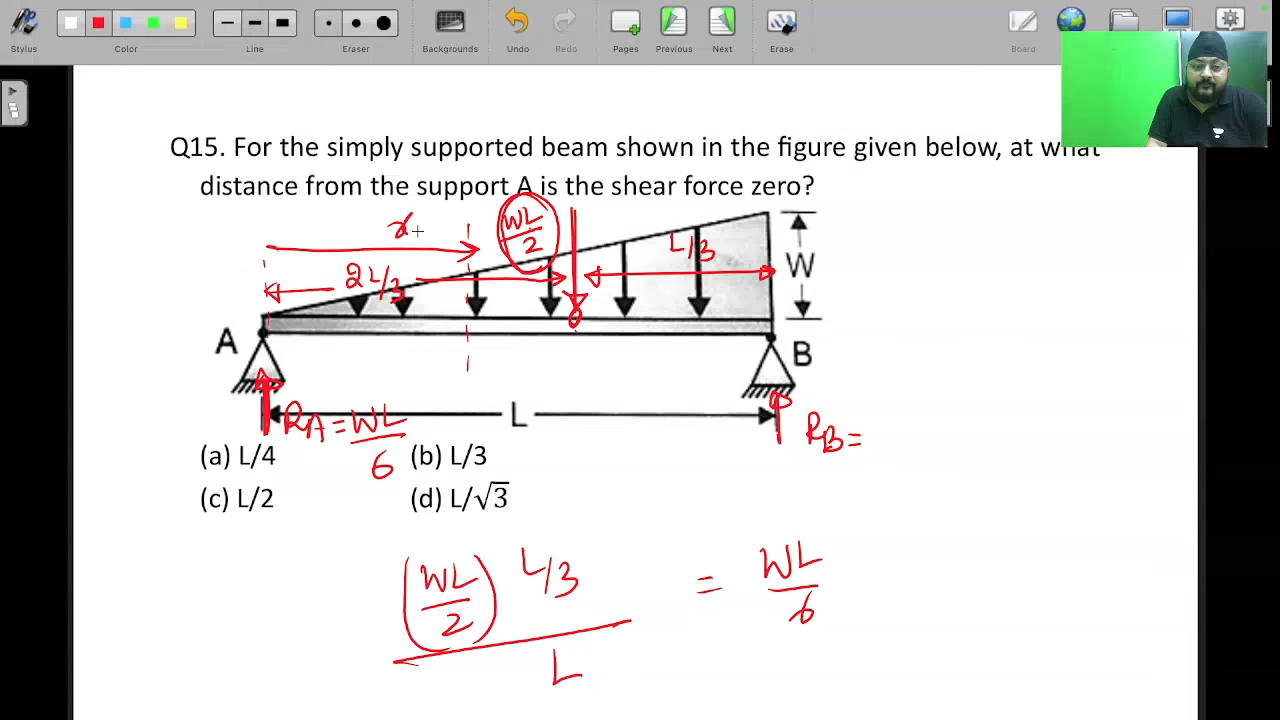 Stylus Color Line Eraser Backgrounds Undo Redo Pages Previous Next Erase Board
Q15. For the simply supported beam shown in the figure given below, at what
distance from the support A is the shear force zero?
x
WL/2
L/3
2L/3
W
A
B
L
RA = WL/6
RB =
(a) L/4 (b) L/3
(c) L/2 (d) L/√3
(WL/2) L/3 / L = WL/6